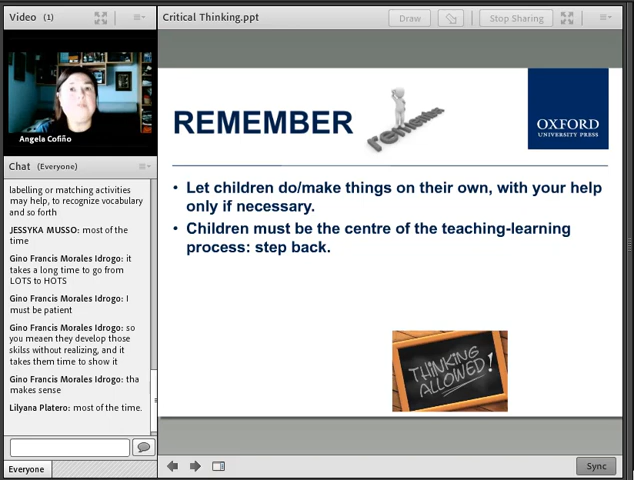 Video (1)
Critical Thinking.ppt
Draw
Stop Sharing
Angela Cofiño
Chat (Everyone)
labelling or matching activities
may help, to recognize vocabulary
and so forth
JESSYKA MUSSO: most of the
time
Gino Francis Morales Idrogo: it
takes a long time to go from
LOTS to HOTS
Gino Francis Morales Idrogo: I
must be patient
Gino Francis Morales Idrogo:
so you meaen they develop those
skilss without realizing, and it
takes them time to show it
Gino Francis Morales Idrogo: tha
makes sense
Lilyana Platero: most of the time.
Everyone
REMEMBER
remember
OXFORD
UNIVERSITY PRESS
• Let children do/make things on their own, with your help
only if necessary.
• Children must be the centre of the teaching-learning
process: step back.
THINKING
ALLOWED!
Sync